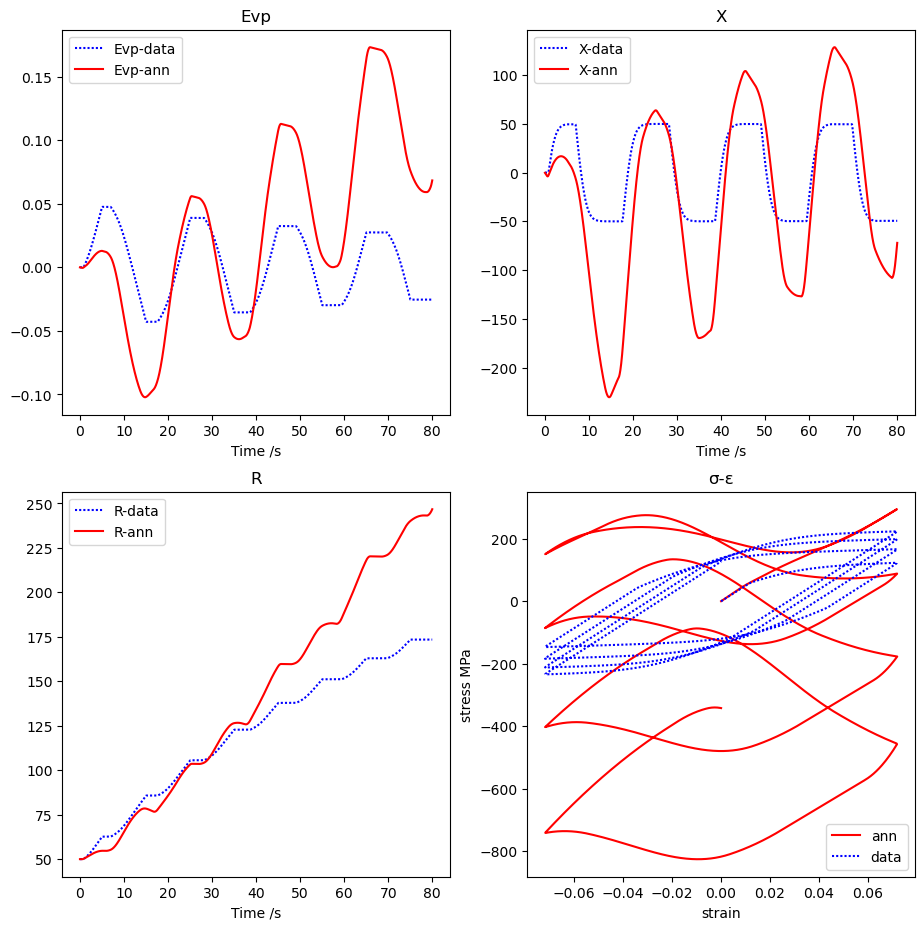 Evp
Evp-data
Evp-ann
0.15
0.10
0.05
0.00
−0.05
−0.10
0 10 20 30 40 50 60 70 80
Time /s
X
X-data
X-ann
100
50
0
−50
−100
−150
−200
0 10 20 30 40 50 60 70 80
Time /s
R
R-data
R-ann
250
225
200
175
150
125
100
75
50
0 10 20 30 40 50 60 70 80
Time /s
σ-ε
stress MPa
200
0
−200
−400
−600
−800
ann
data
−0.06 −0.04 −0.02 0.00 0.02 0.04 0.06
strain